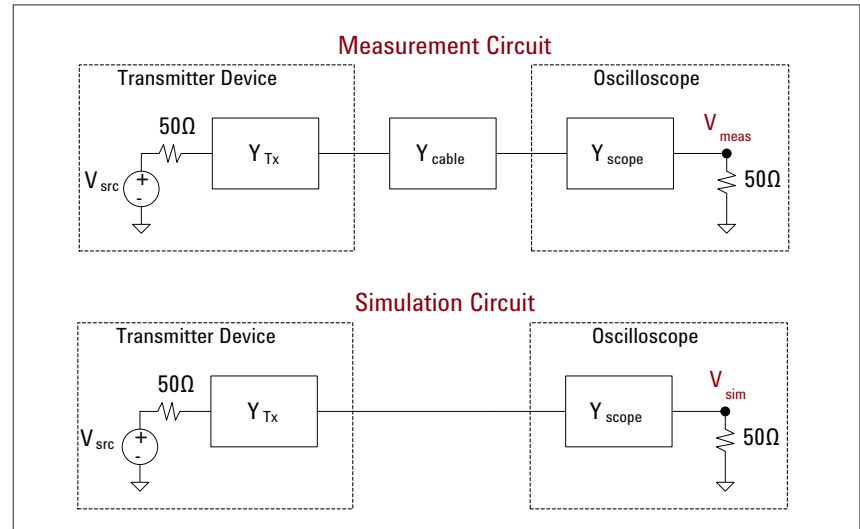 Measurement Circuit
Transmitter Device
Oscilloscope
50Ω
V meas
Y Tx
Y cable
Y scope
V src
+
-
50Ω
Simulation Circuit
Transmitter Device
Oscilloscope
50Ω
V sim
Y Tx
Y scope
V src
+
-
50Ω